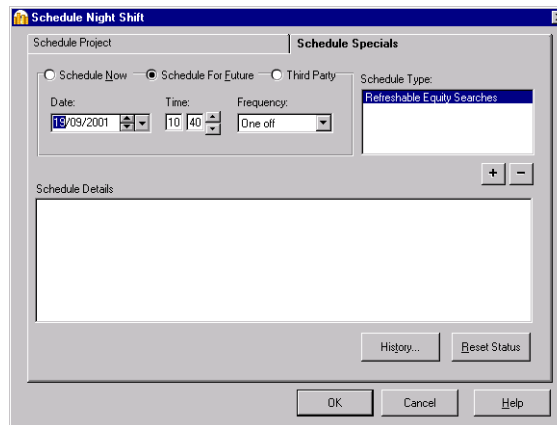 Schedule Night Shift
Schedule Project
Schedule Specials
Schedule Now
Schedule For Future
Third Party
Schedule Type:
Date:
Time:
Frequency:
Refreshable Equity Searches
19/09/2001
10 40
One off
+
−
Schedule Details
History...
Reset Status
OK
Cancel
Help